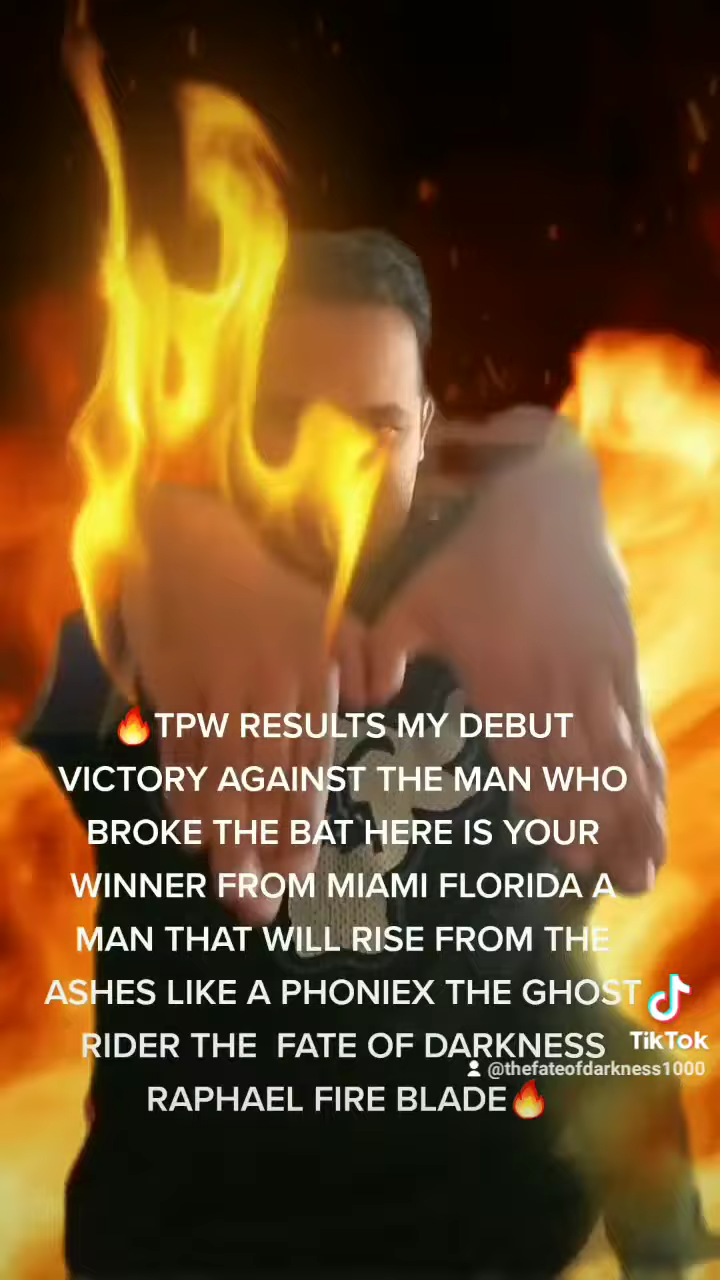 🔥TPW RESULTS MY DEBUT
VICTORY AGAINST THE MAN WHO
BROKE THE BAT HERE IS YOUR
WINNER FROM MIAMI FLORIDA A
MAN THAT WILL RISE FROM THE
ASHES LIKE A PHONIEX THE GHOST
RIDER THE  FATE OF DARKNESS
RAPHAEL FIRE BLADE🔥
TikTok
@thefateofdarkness1000